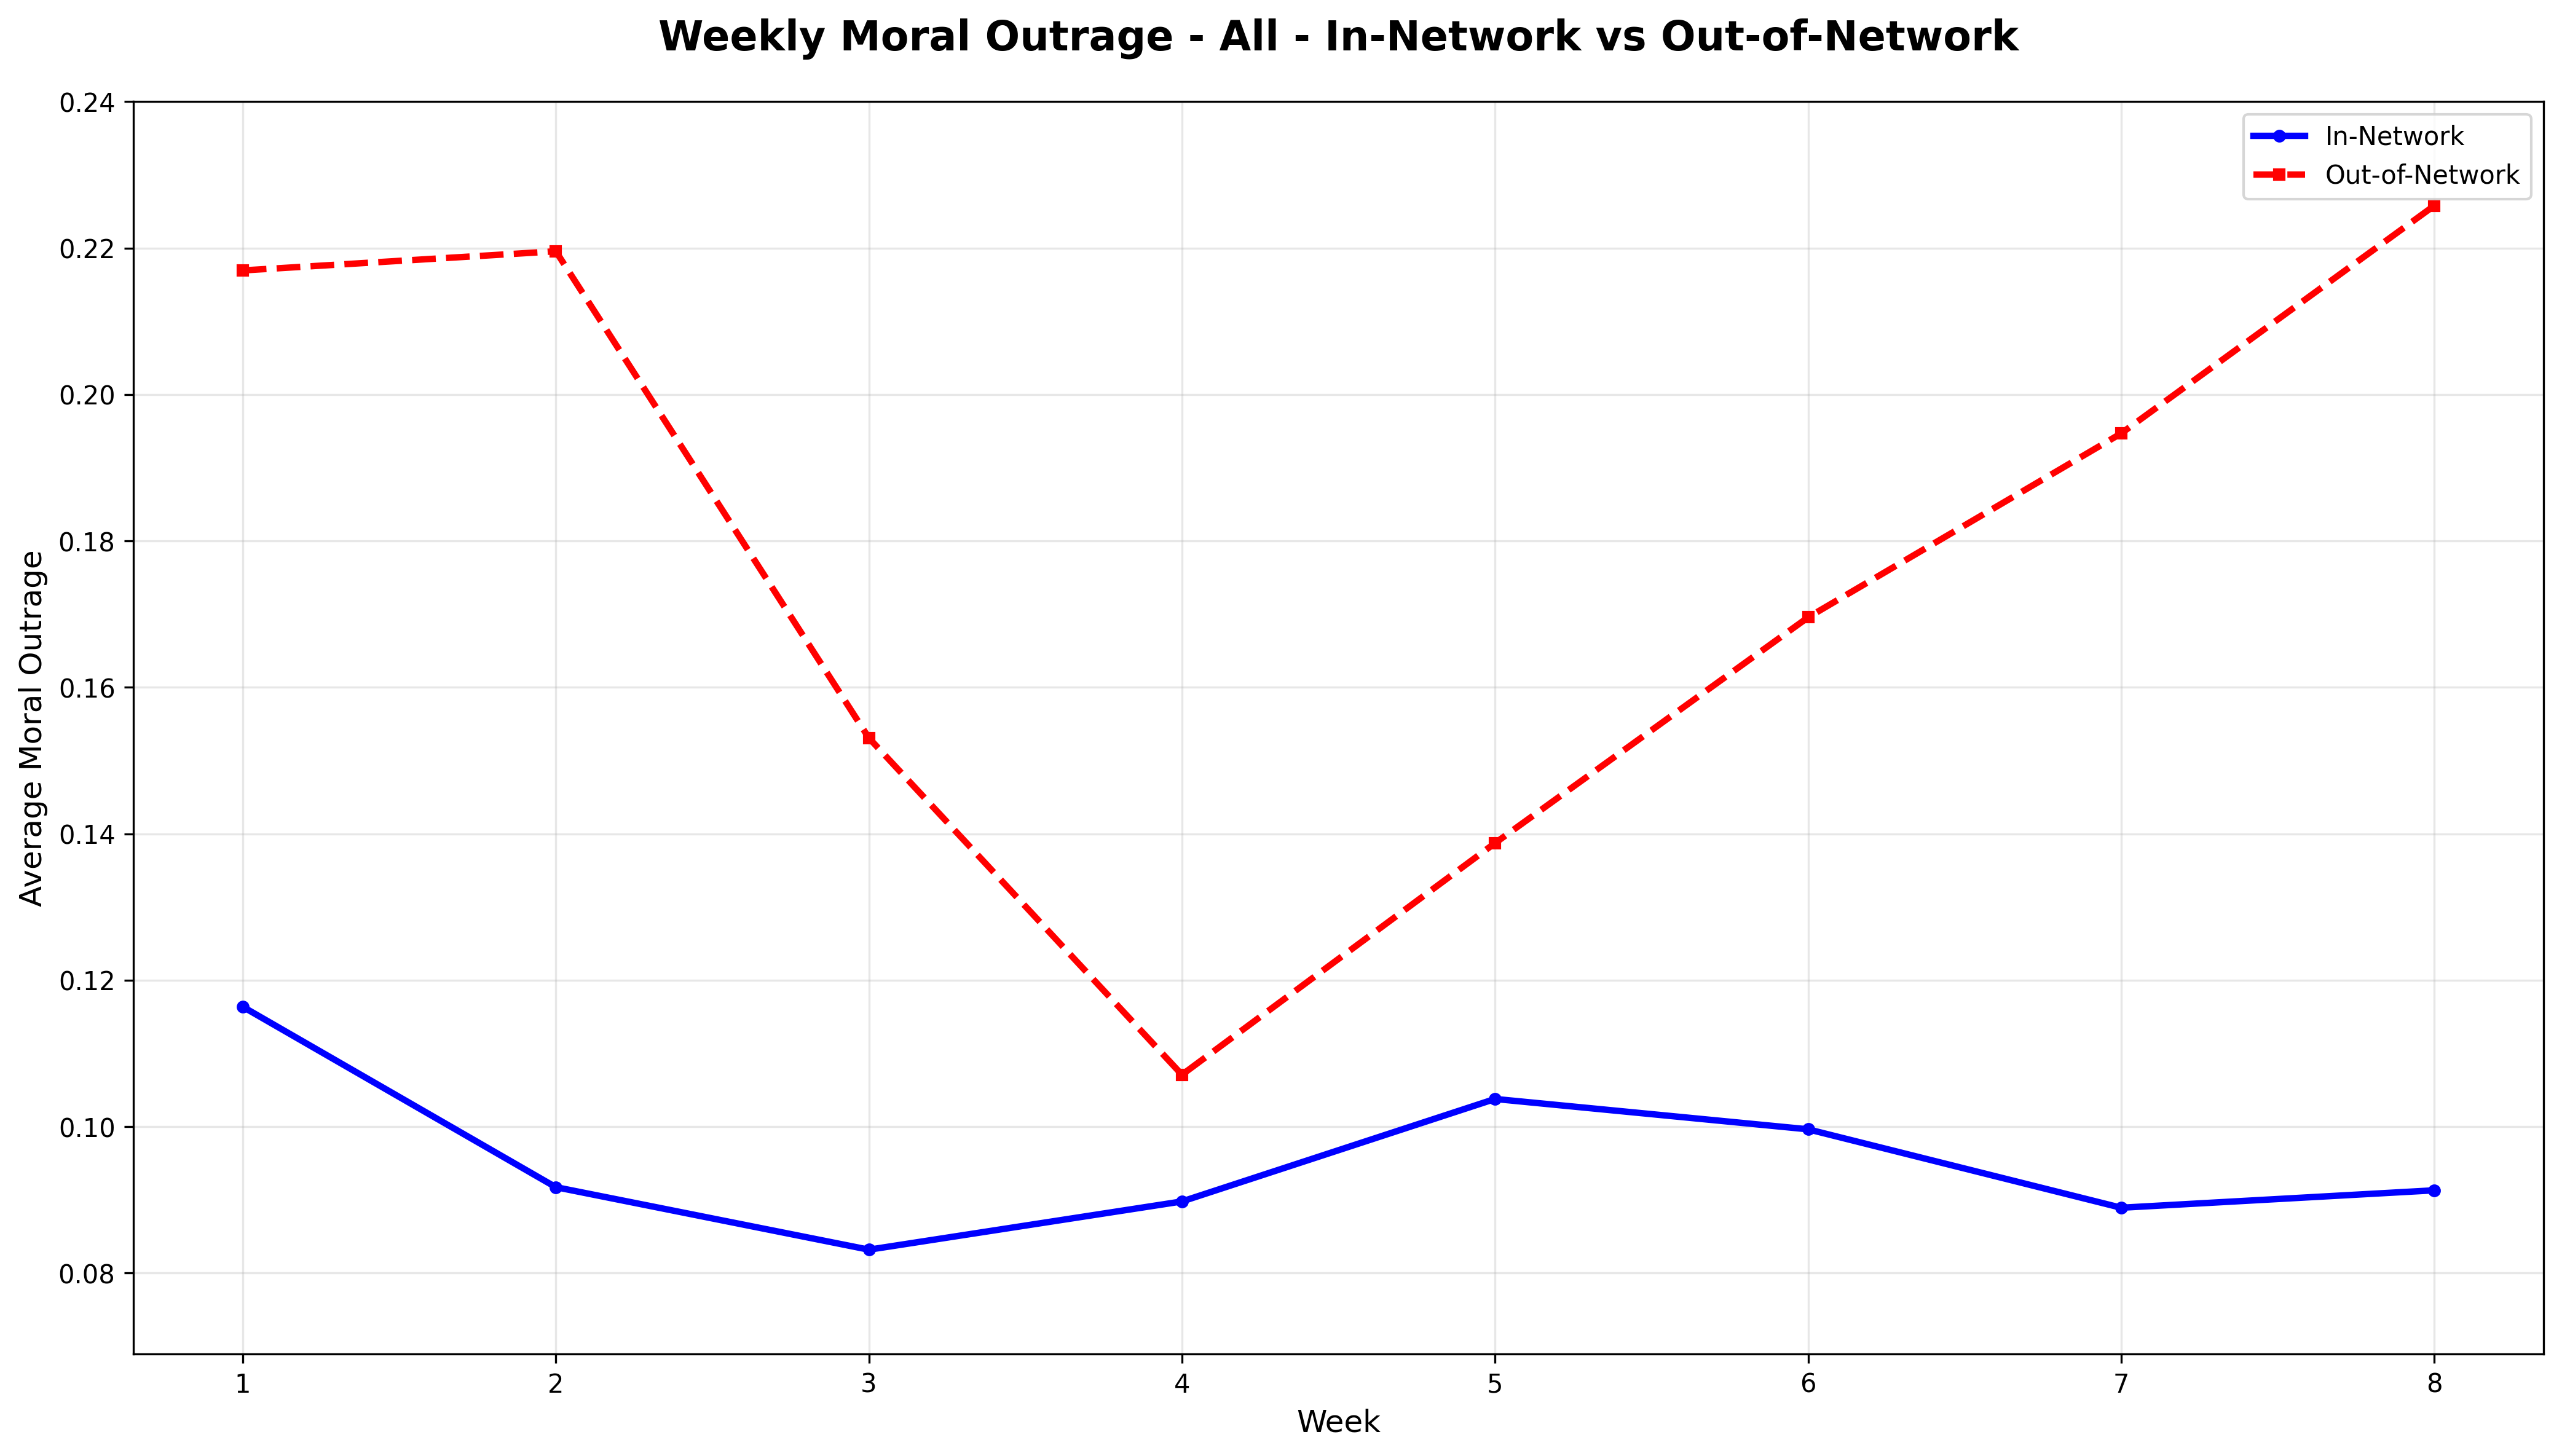 Weekly Moral Outrage - All - In-Network vs Out-of-Network
In-Network
Out-of-Network
Average Moral Outrage
0.24
0.22
0.20
0.18
0.16
0.14
0.12
0.10
0.08
1 2 3 4 5 6 7 8
Week